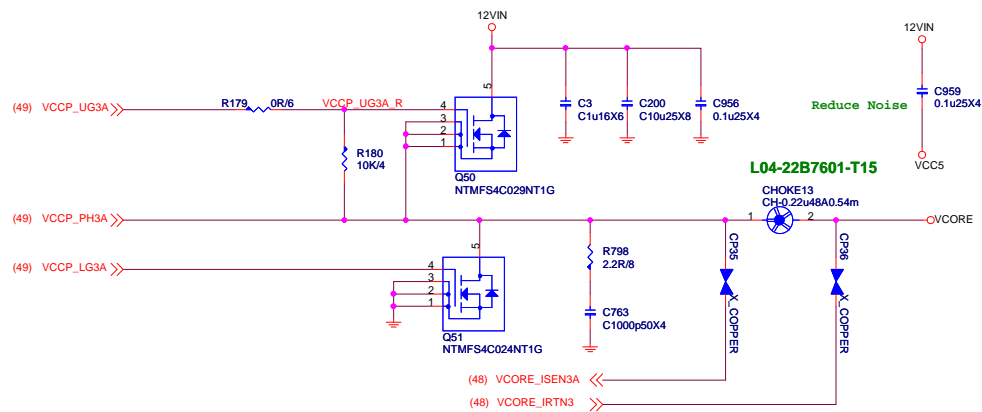 12VIN
12VIN
5
(49) VCCP_UG3A
R179
0R/6
VCCP_UG3A_R
4
3
2
1
C3
C1u16X6
C200
C10u25X8
C956
0.1u25X4
Reduce Noise
C959
0.1u25X4
R180
10K/4
VCC5
Q50
NTMFS4C029NT1G
L04-22B7601-T15
CHOKE13
CH-0.22u48A0.54m
(49) VCCP_PH3A
1
2
VCORE
5
CP35
CP36
R798
2.2R/8
(49) VCCP_LG3A
4
3
2
1
X_COPPER
X_COPPER
C763
C1000p50X4
Q51
NTMFS4C024NT1G
(48) VCORE_ISEN3A
(48) VCORE_IRTN3